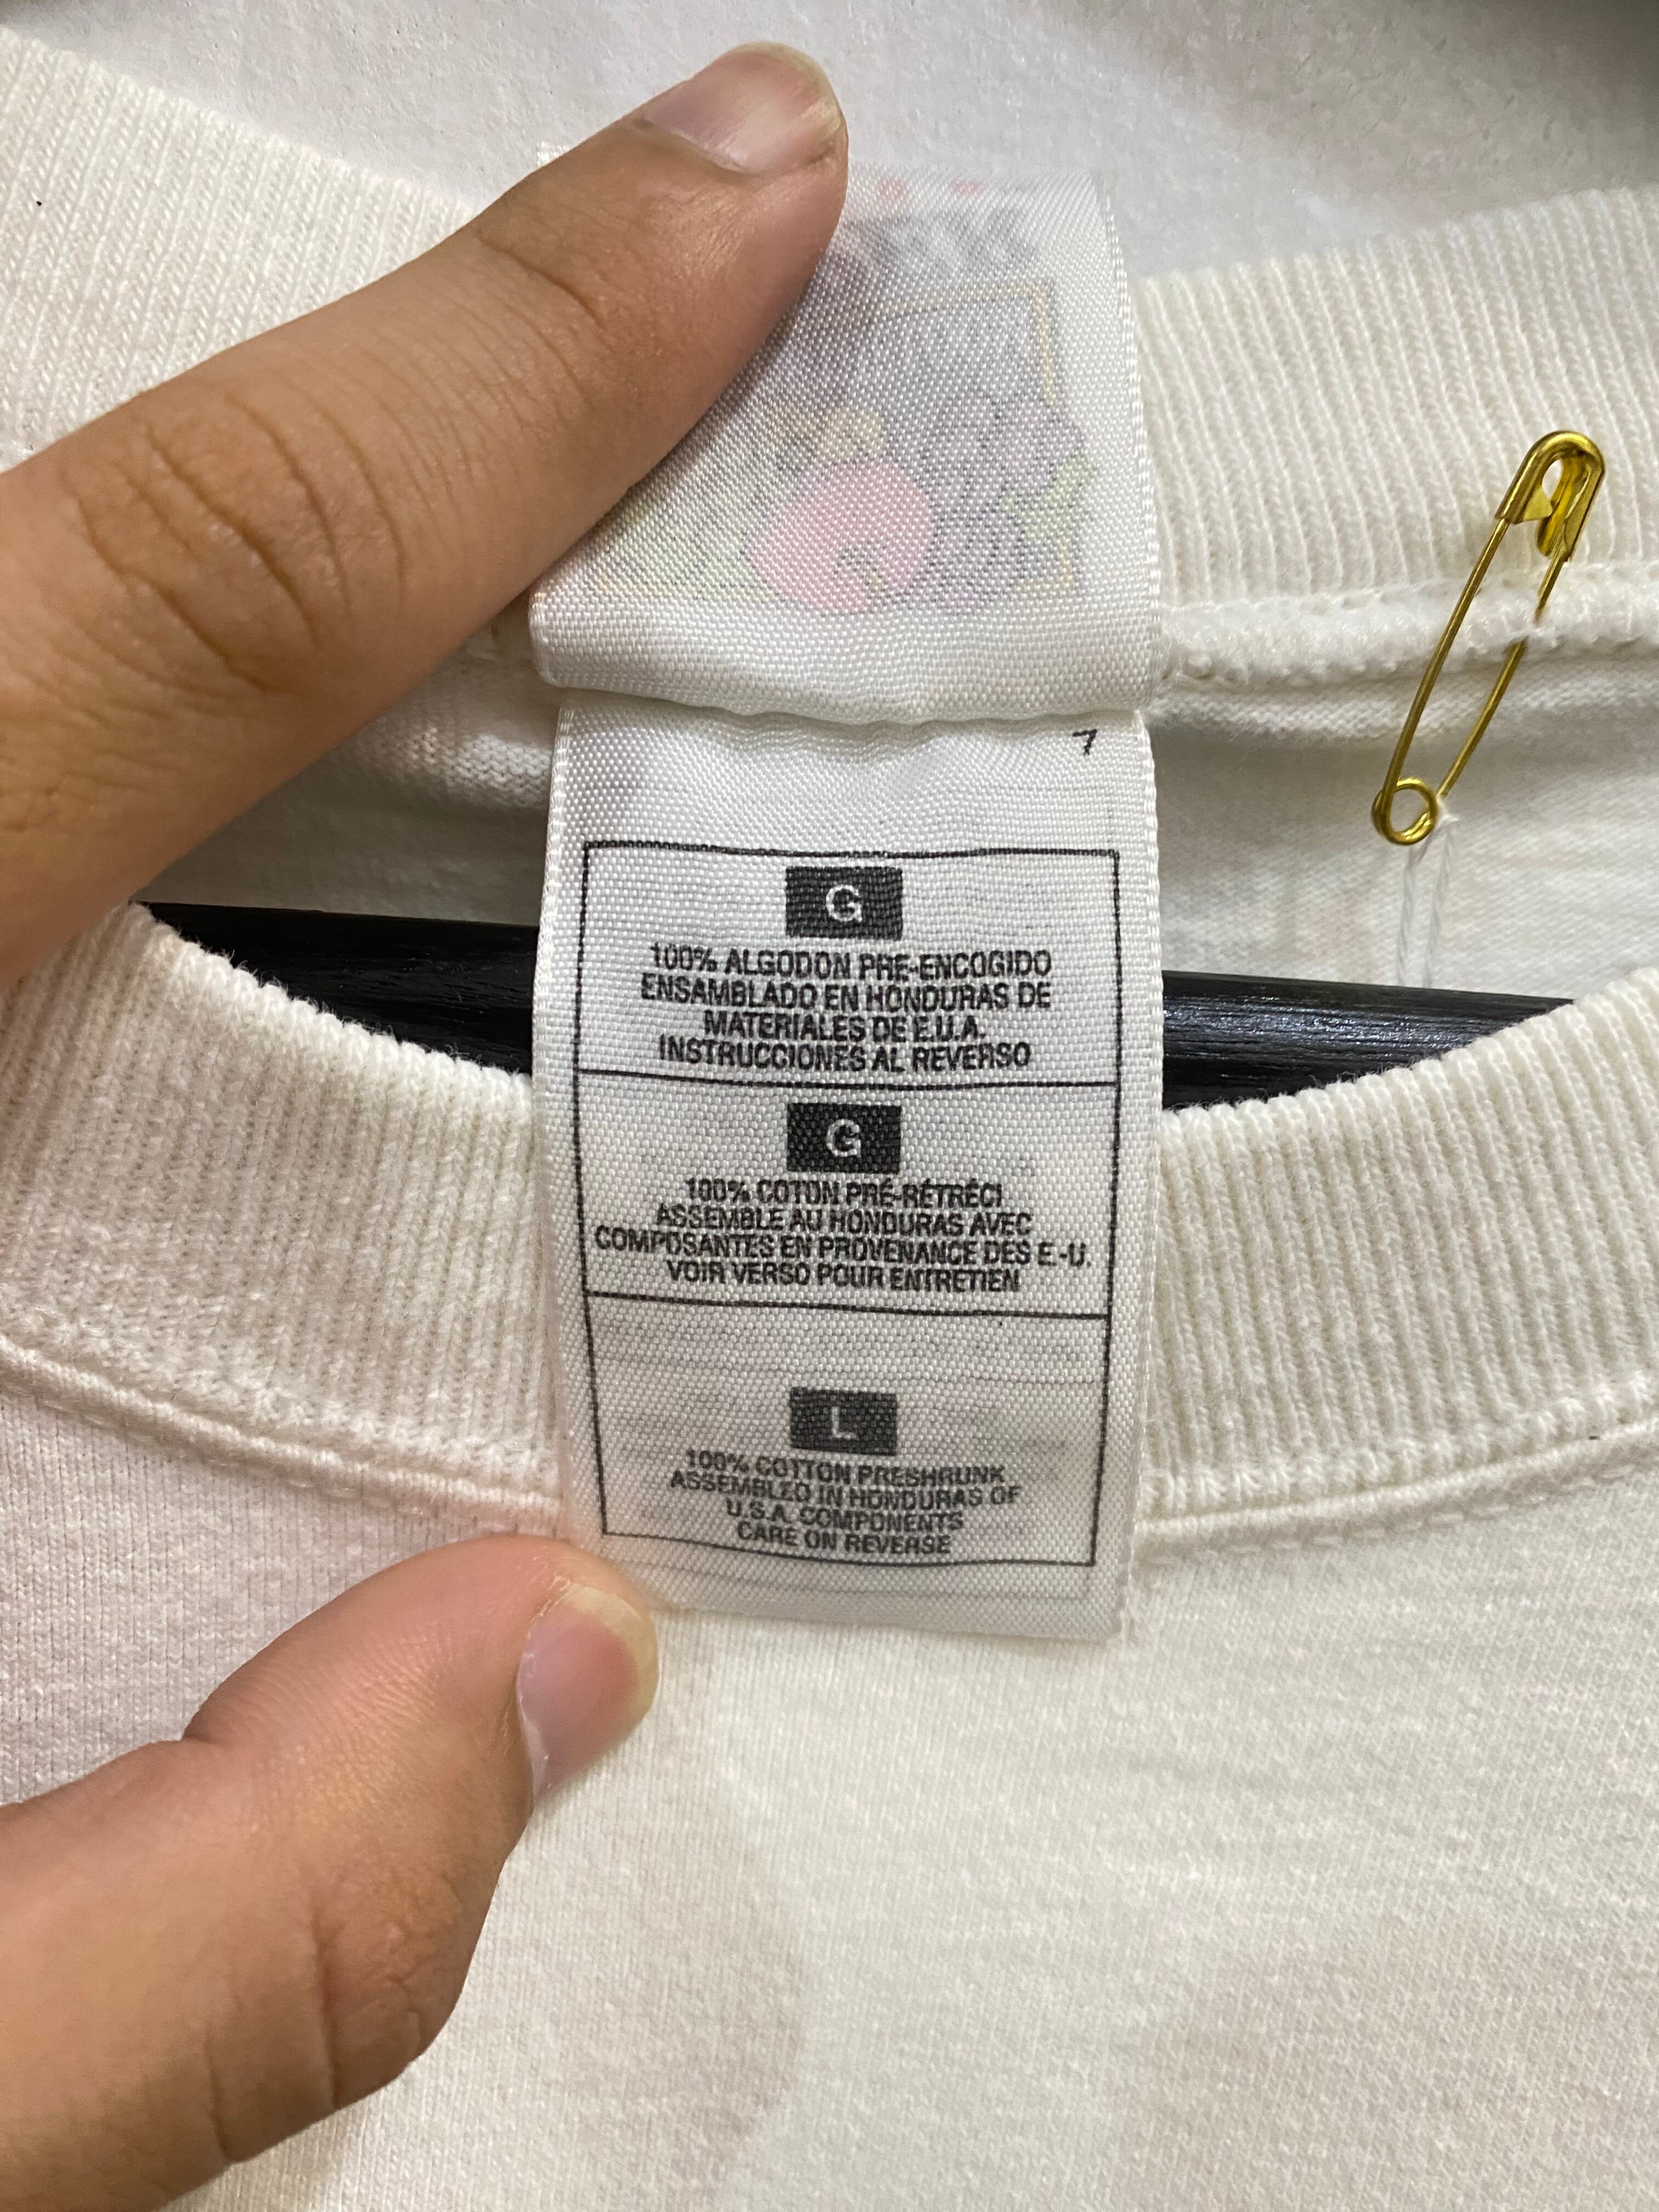 7
G
100% ALGODON PRE-ENCOGIDO
ENSAMBLADO EN HONDURAS DE
MATERIALES DE E.U.A.
INSTRUCCIONES AL REVERSO
G
100% COTON PRÉ-RÉTRÉCI
ASSEMBLE AU HONDURAS AVEC
COMPOSANTES EN PROVENANCE DES E.-U.
VOIR VERSO POUR ENTRETIEN
L
100% COTTON PRESHRUNK
ASSEMBLED IN HONDURAS OF
U.S.A. COMPONENTS
CARE ON REVERSE